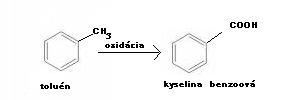 COOH
CH3
oxidácia
toluén
kyselina benzoová